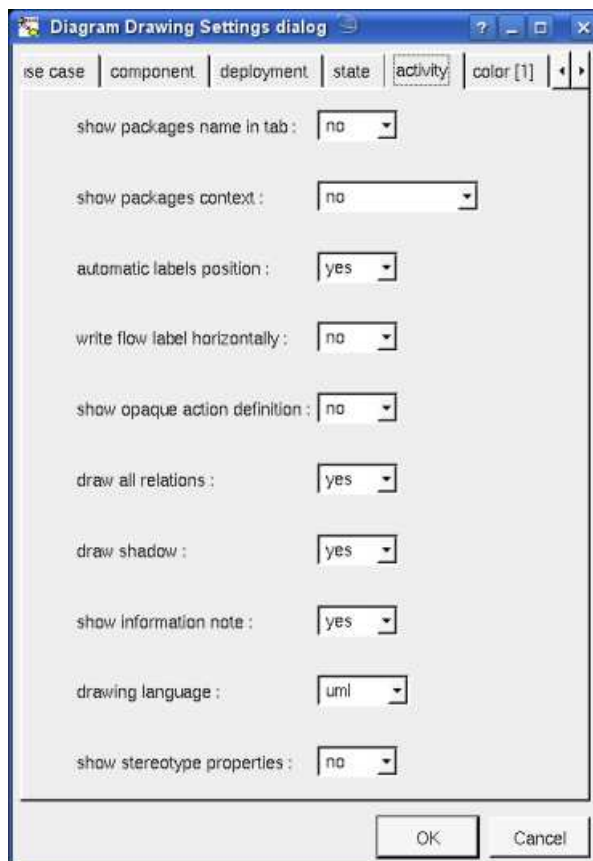 Diagram Drawing Settings dialog
use case component deployment state activity color [1]
show packages name in tab : no
show packages context : no
automatic labels position : yes
write flow label horizontally : no
show opaque action definition : no
draw all relations : yes
draw shadow : yes
show information note : yes
drawing language : uml
show stereotype properties : no
OK Cancel